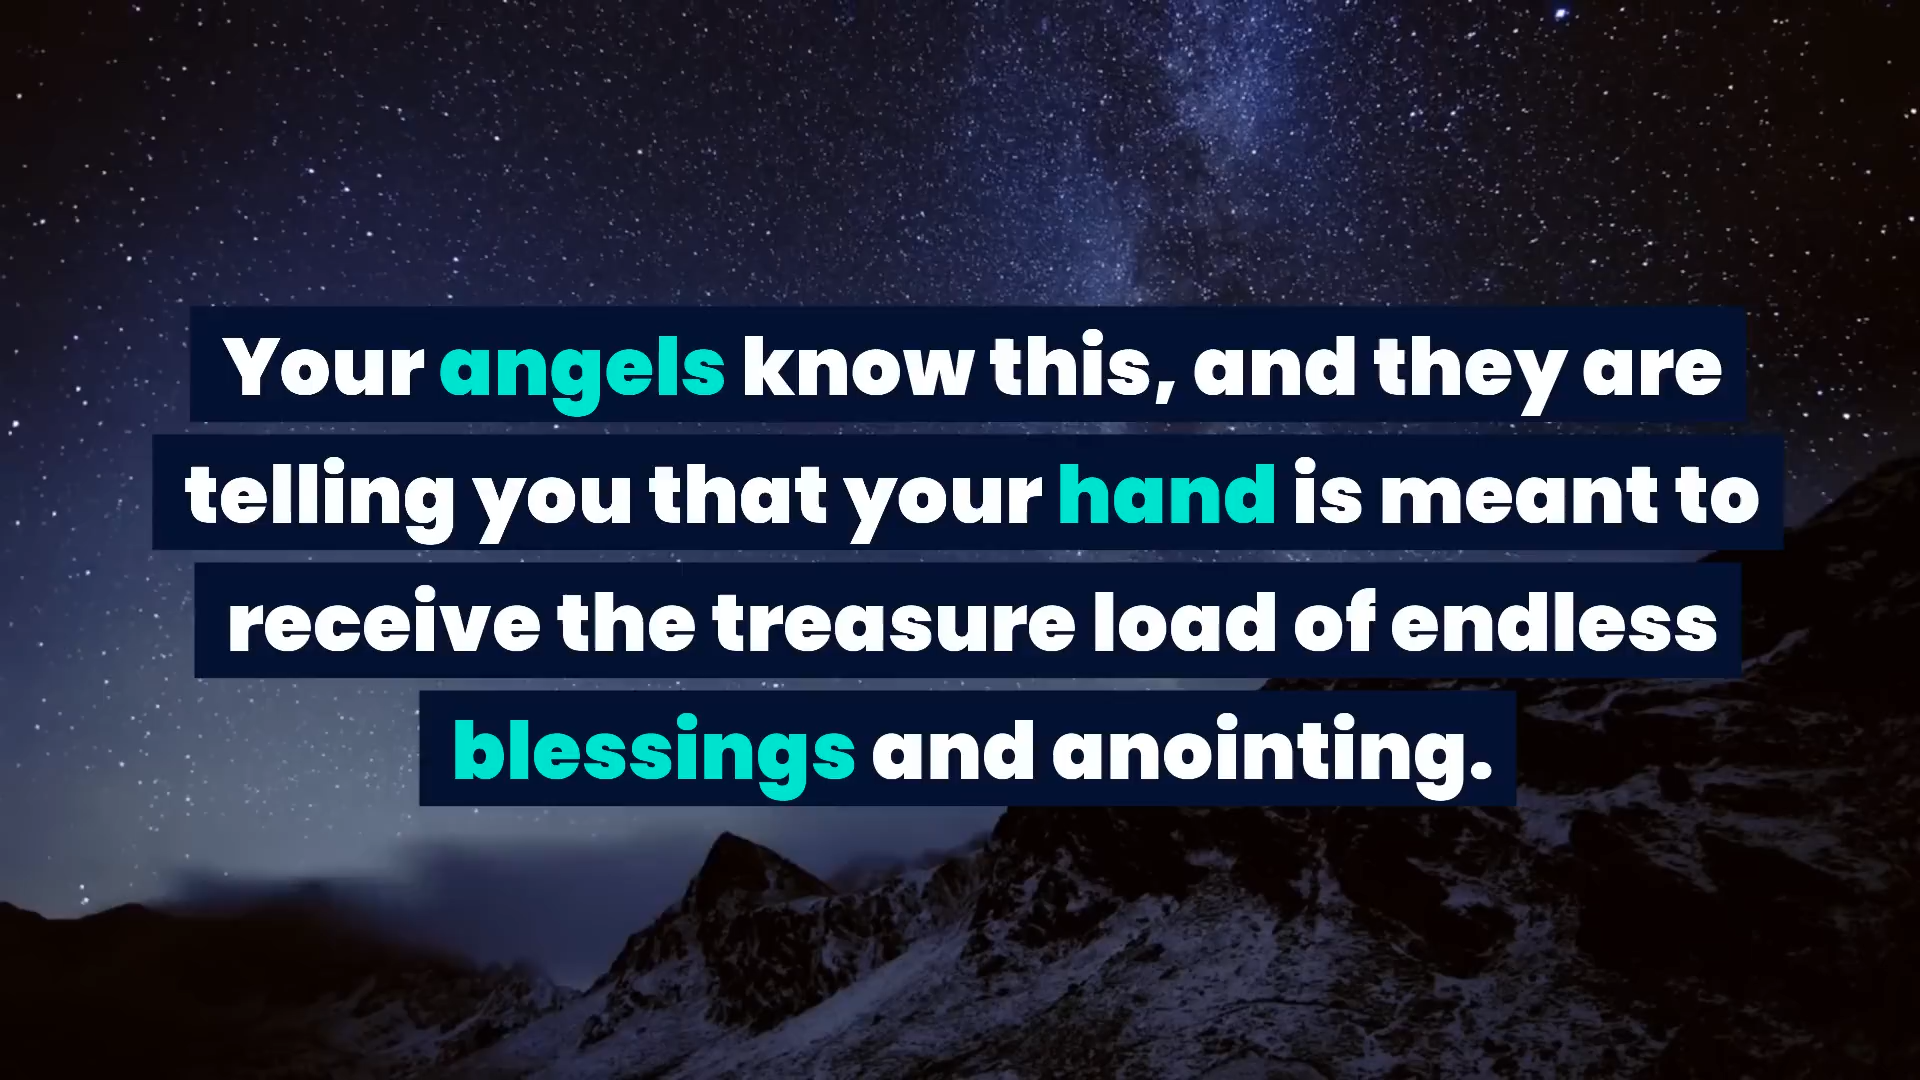 Your angels know this, and they are
telling you that your hand is meant to
receive the treasure load of endless
blessings and anointing.